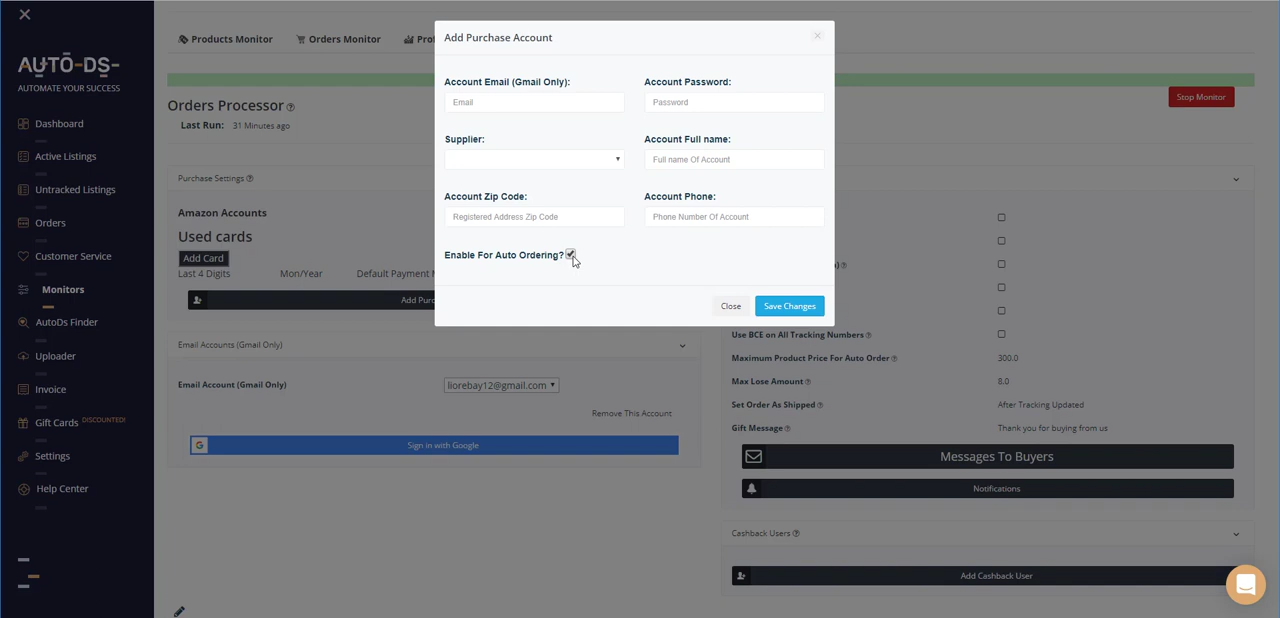 AUTO-DS-
AUTOMATE YOUR SUCCESS
Dashboard
Active Listings
Untracked Listings
Orders
Customer Service
Monitors
AutoDs Finder
Uploader
Invoice
Gift Cards DISCOUNTED!
Settings
Help Center
Products Monitor
Orders Monitor
Orders Processor
Last Run: 31 Minutes ago
Stop Monitor
Purchase Settings
Amazon Accounts
Used cards
Add Card
Last 4 Digits Mon/Year Default Payment
Email Accounts (Gmail Only)
Email Account (Gmail Only) liorebay12@gmail.com
Remove This Account
G Sign in with Google
Add Purchase Account
Account Email (Gmail Only): Account Password:
Email Password
Supplier: Account Full name:
Full name Of Account
Account Zip Code: Account Phone:
Registered Address Zip Code Phone Number Of Account
Enable For Auto Ordering?
Close Save Changes
Use BCE on All Tracking Numbers
Maximum Product Price For Auto Order 300.0
Max Lose Amount 8.0
Set Order As Shipped After Tracking Updated
Gift Message Thank you for buying from us
Messages To Buyers
Notifications
Cashback Users
Add Cashback User